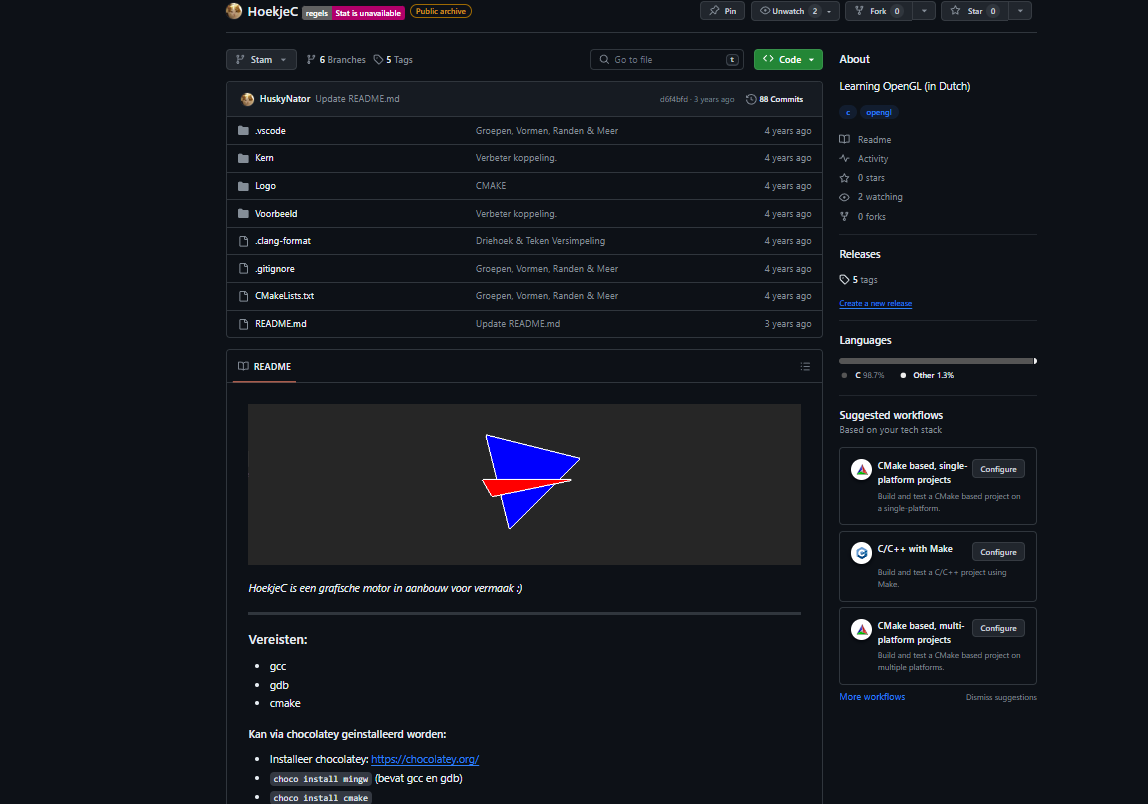 HoekjeC regels Stat is unavailable Public archive Pin Unwatch 2 Fork 0 Star 0
Stam 6 Branches 5 Tags Go to file t Code
HuskyNator Update README.md d6f4bfd · 3 years ago 88 Commits
.vscode Groepen, Vormen, Randen & Meer 4 years ago
Kern Verbeter koppeling. 4 years ago
Logo CMAKE 4 years ago
Voorbeeld Verbeter koppeling. 4 years ago
.clang-format Driehoek & Teken Versimpeling 4 years ago
.gitignore Groepen, Vormen, Randen & Meer 4 years ago
CMakeLists.txt Groepen, Vormen, Randen & Meer 4 years ago
README.md Update README.md 3 years ago
README
HoekjeC is een grafische motor in aanbouw voor vermaak :)
Vereisten:
gcc
gdb
cmake
Kan via chocolatey geinstalleerd worden:
Installeer chocolatey: https://chocolatey.org/
choco install mingw (bevat gcc en gdb)
choco install cmake
About
Learning OpenGL (in Dutch)
c opengl
Readme
Activity
0 stars
2 watching
0 forks
Releases
5 tags
Create a new release
Languages
C 98.7% Other 1.3%
Suggested workflows
Based on your tech stack
CMake based, single-
platform projects
Configure
Build and test a CMake based project on
a single-platform.
C/C++ with Make
Configure
Build and test a C/C++ project using
Make.
CMake based, multi-
platform projects
Configure
Build and test a CMake based project on
multiple platforms.
More workflows Dismiss suggestions